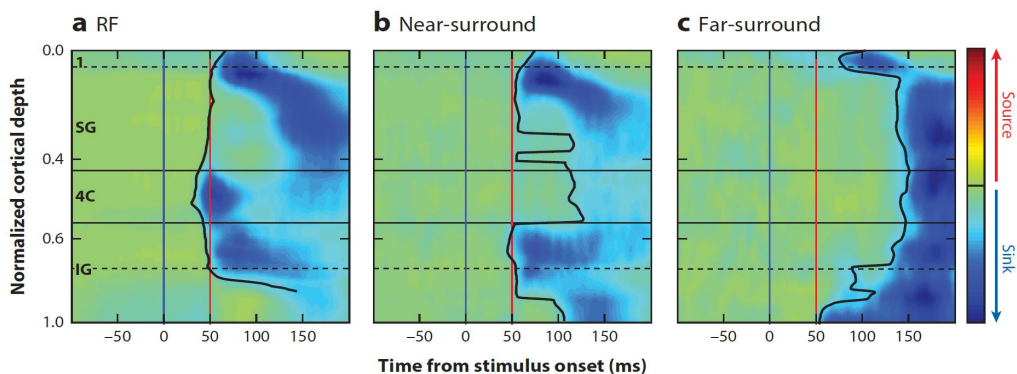 a RF
b Near-surround
c Far-surround
0.0
0.4
0.6
1.0
Normalized cortical depth
1
SG
4C
IG
−50 0 50 100 150
−50 0 50 100 150
−50 0 50 100 150
Time from stimulus onset (ms)
Source
Sink